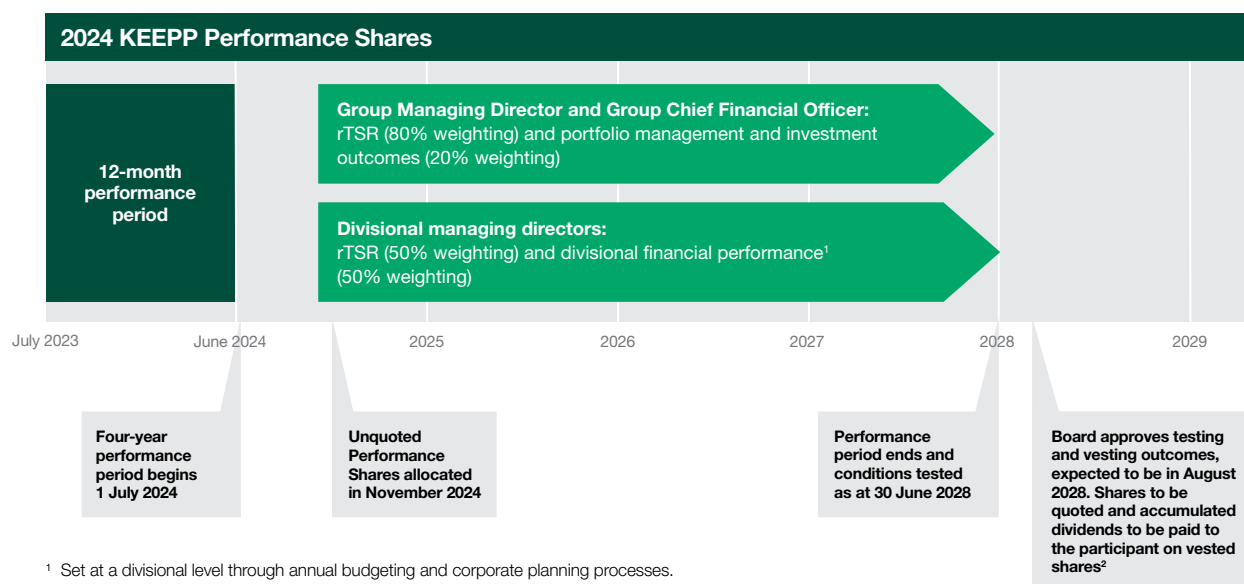 2024 KEEPP Performance Shares
12-month
performance
period
Group Managing Director and Group Chief Financial Officer:
rTSR (80% weighting) and portfolio management and investment
outcomes (20% weighting)
Divisional managing directors:
rTSR (50% weighting) and divisional financial performance¹
(50% weighting)
July 2023
June 2024
2025
2026
2027
2028
2029
Four-year
performance
period begins
1 July 2024
Unquoted
Performance
Shares allocated
in November 2024
Performance
period ends and
conditions tested
as at 30 June 2028
Board approves testing
and vesting outcomes,
expected to be in August
2028. Shares to be
quoted and accumulated
dividends to be paid to
the participant on vested
shares²
¹ Set at a divisional level through annual budgeting and corporate planning processes.